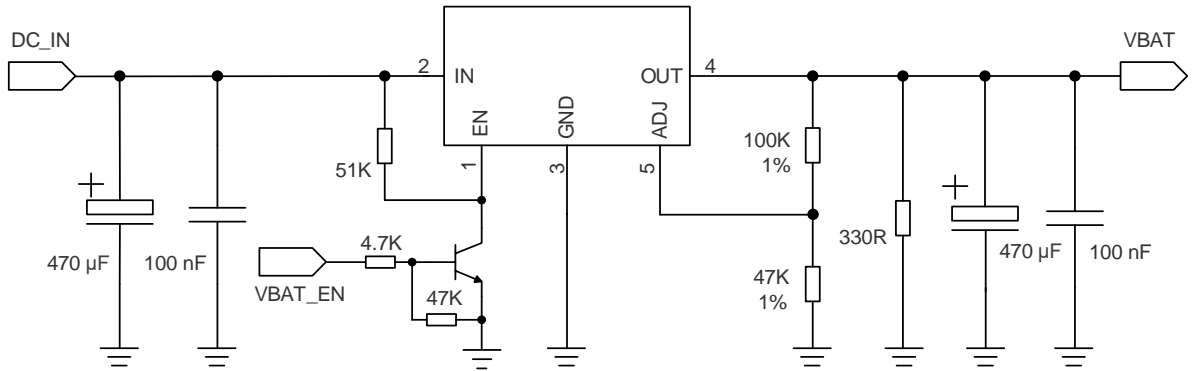 DC_IN
VBAT
2
IN
OUT
4
EN
GND
ADJ
1
3
5
51K
100K
1%
470 µF
100 nF
4.7K
VBAT_EN
47K
47K
1%
330R
470 µF
100 nF